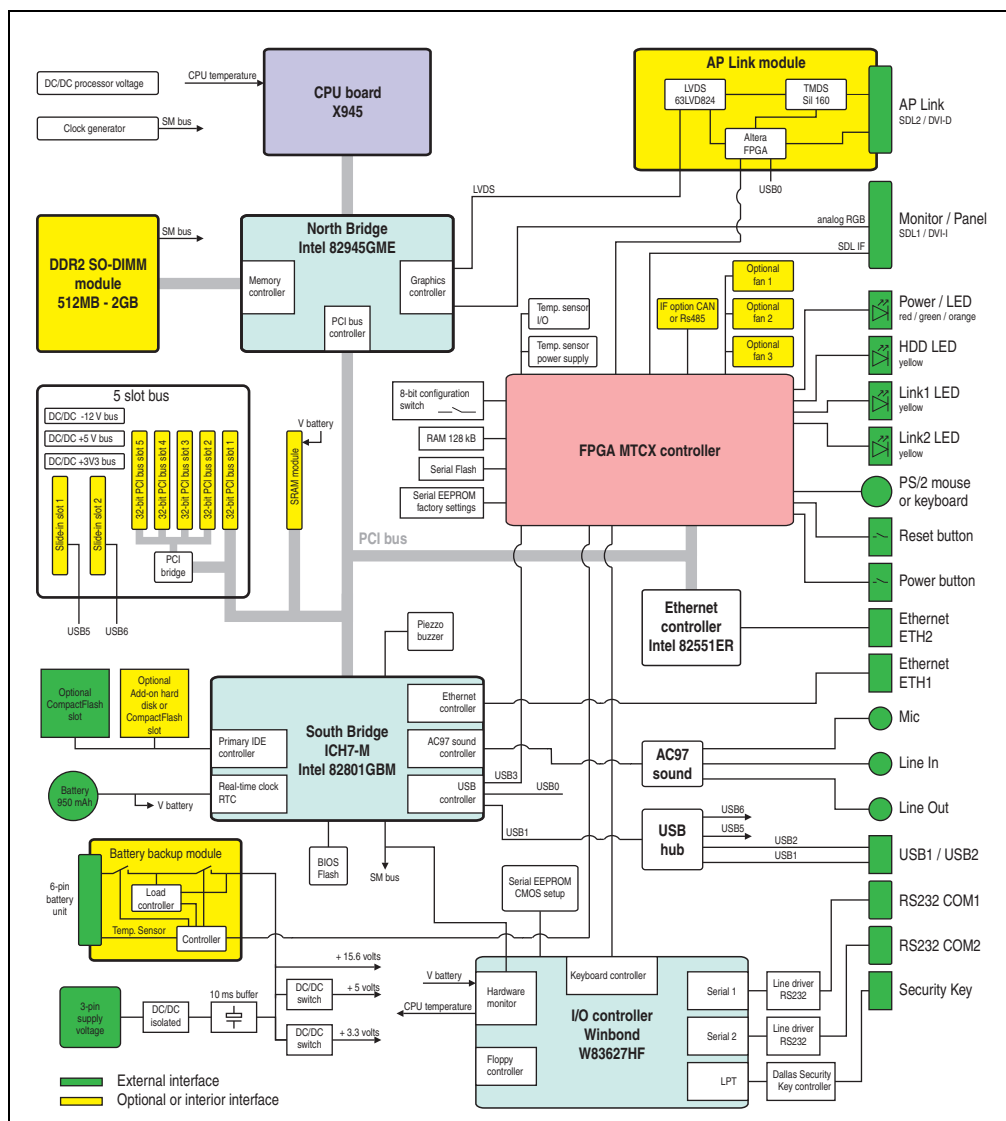 DC/DC processor voltage
CPU temperature
Clock generator
SM bus
CPU board
X945
AP Link module
LVDS
63LVD824
TMDS
Sil 160
Altera
FPGA
USB0
AP Link
SDL2 / DVI-D
LVDS
analog RGB
SDL IF
Monitor / Panel
SDL1 / DVI-I
DDR2 SO-DIMM
module
512MB - 2GB
SM bus
North Bridge
Intel 82945GME
Memory
controller
Graphics
controller
PCI bus
controller
Temp. sensor
I/O
Temp. sensor
power supply
IF option CAN
or Rs485
Optional
fan 1
Optional
fan 2
Optional
fan 3
Power / LED
red / green / orange
HDD LED
yellow
Link1 LED
yellow
Link2 LED
yellow
PS/2 mouse
or keyboard
Reset button
Power button
Ethernet
ETH2
Ethernet
ETH1
5 slot bus
DC/DC -12 V bus
DC/DC +5 V bus
DC/DC +3V3 bus
Slide-in slot 1
Slide-in slot 2
32-bit PCI bus slot 5
32-bit PCI bus slot 4
32-bit PCI bus slot 3
32-bit PCI bus slot 2
32-bit PCI bus slot 1
PCI
bridge
USB5
USB6
V battery
SRAM module
8-bit configuration
switch
RAM 128 kB
Serial Flash
Serial EEPROM
factory settings
FPGA MTCX controller
PCI bus
Ethernet
controller
Intel 82551ER
Piezzo
buzzer
Optional
CompactFlash
slot
Optional
Add-on hard
disk or
CompactFlash
slot
South Bridge
ICH7-M
Intel 82801GBM
Ethernet
controller
Primary IDE
controller
AC97 sound
controller
Real-time clock
RTC
USB
controller
USB3
USB0
USB1
Battery
950 mAh
V battery
BIOS
Flash
SM bus
AC97
sound
Mic
Line In
Line Out
USB
hub
USB6
USB5
USB2
USB1
USB1 / USB2
Battery backup module
6-pin
battery
unit
Load
controller
Temp. Sensor
Controller
Serial EEPROM
CMOS setup
RS232 COM1
RS232 COM2
Security Key
3-pin
supply
voltage
DC/DC
isolated
10 ms buffer
+ 15.6 volts
DC/DC
switch
+ 5 volts
DC/DC
switch
+ 3.3 volts
V battery
CPU temperature
Hardware
monitor
Keyboard controller
I/O controller
Winbond
W83627HF
Floppy
controller
Serial 1
Serial 2
LPT
Line driver
RS232
Line driver
RS232
Dallas Security
Key controller
External interface
Optional or interior interface